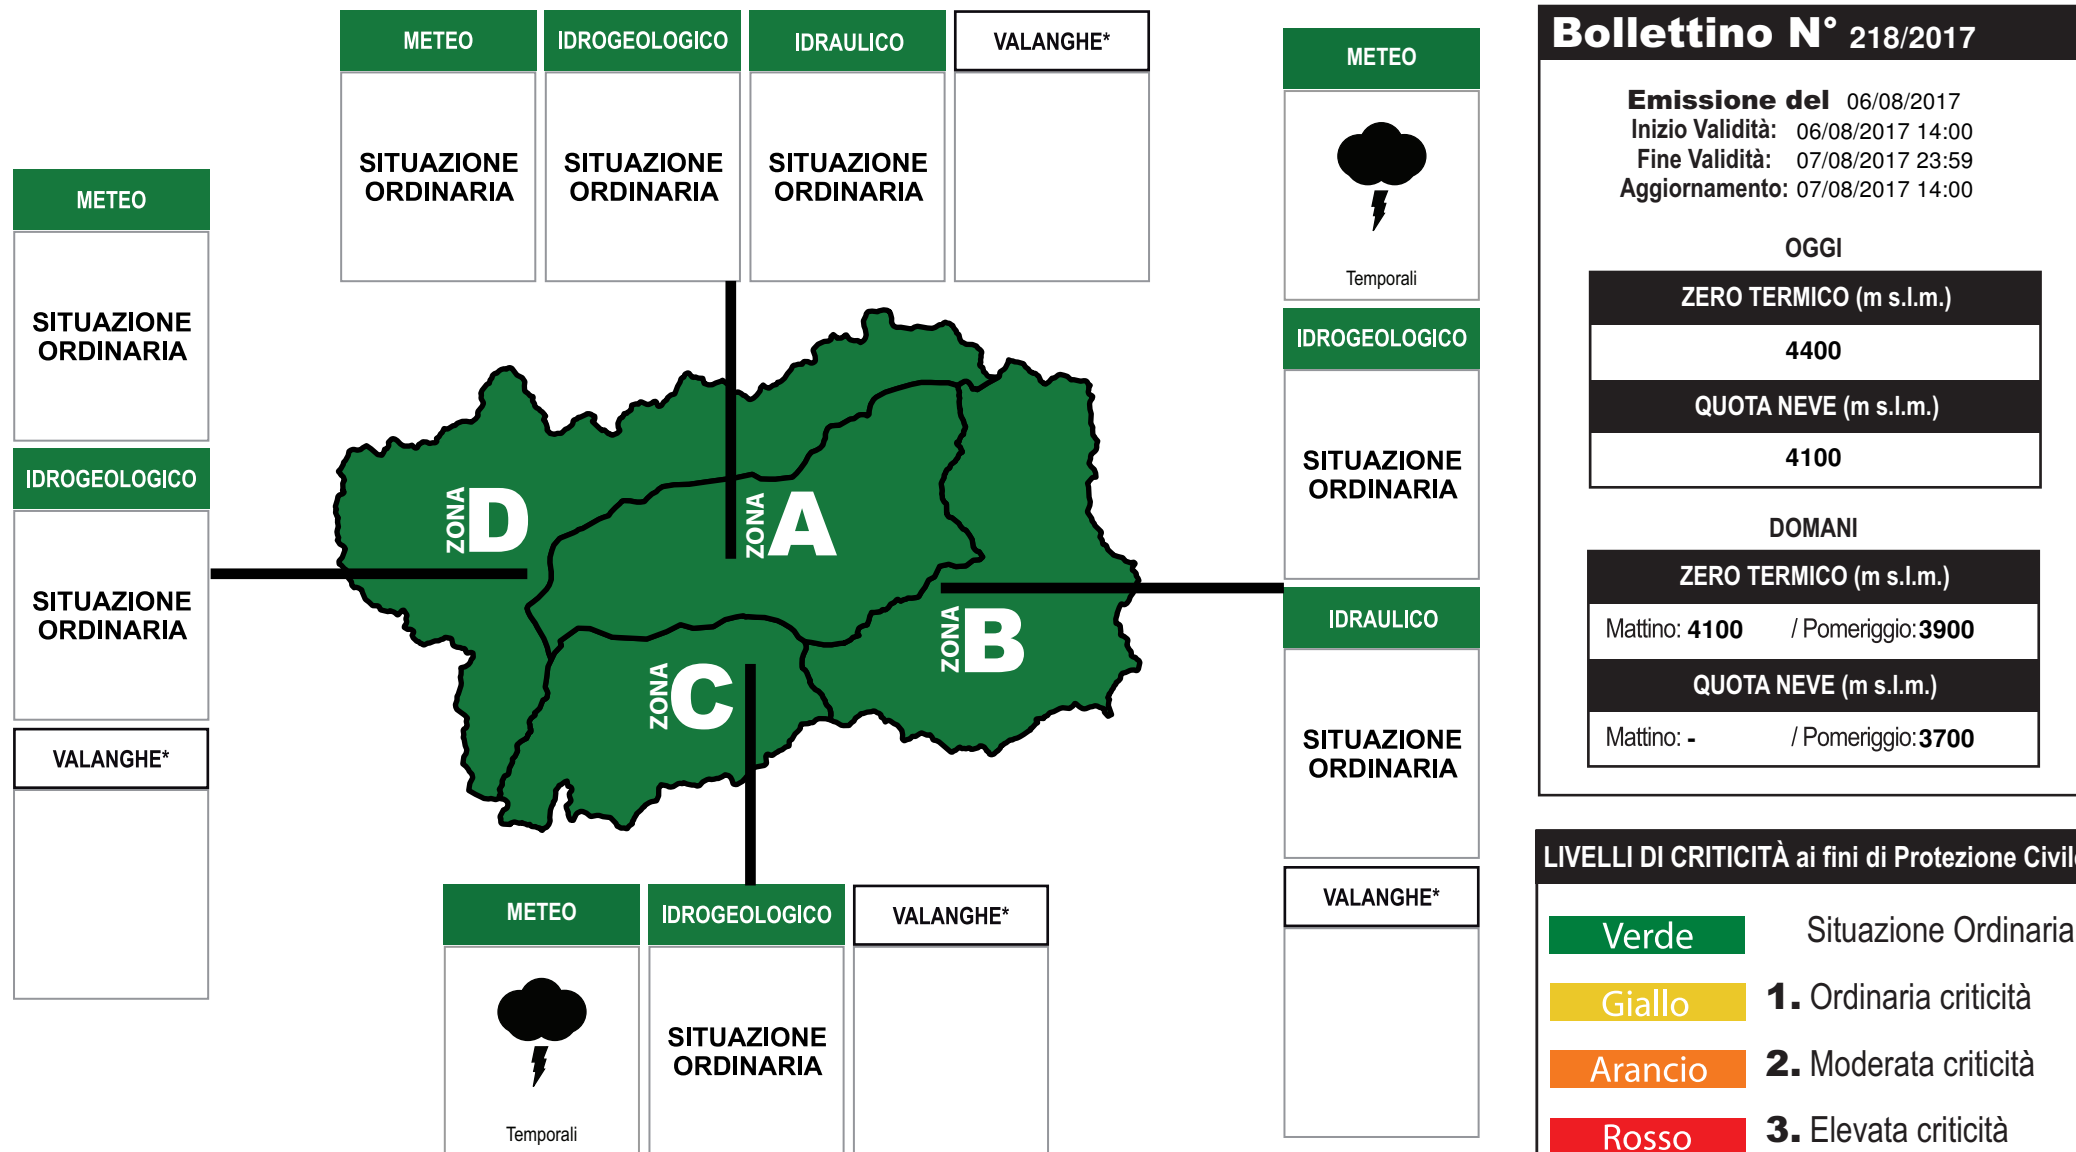 METEO
IDROGEOLOGICO
IDRAULICO
VALANGHE*
SITUAZIONE
ORDINARIA
SITUAZIONE
ORDINARIA
SITUAZIONE
ORDINARIA
METEO
SITUAZIONE
ORDINARIA
IDROGEOLOGICO
SITUAZIONE
ORDINARIA
VALANGHE*
ZONA D
ZONA A
ZONA C
ZONA B
METEO
Temporali
IDROGEOLOGICO
SITUAZIONE
ORDINARIA
IDRAULICO
SITUAZIONE
ORDINARIA
VALANGHE*
METEO
IDROGEOLOGICO
VALANGHE*
Temporali
SITUAZIONE
ORDINARIA
Bollettino N° 218/2017
Emissione del 06/08/2017
Inizio Validità: 06/08/2017 14:00
Fine Validità: 07/08/2017 23:59
Aggiornamento: 07/08/2017 14:00
OGGI
ZERO TERMICO (m s.l.m.)
4400
QUOTA NEVE (m s.l.m.)
4100
DOMANI
ZERO TERMICO (m s.l.m.)
Mattino: 4100 / Pomeriggio: 3900
QUOTA NEVE (m s.l.m.)
Mattino: - / Pomeriggio: 3700
LIVELLI DI CRITICITÀ ai fini di Protezione Civile
Verde Situazione Ordinaria
Giallo 1. Ordinaria criticità
Arancio 2. Moderata criticità
Rosso 3. Elevata criticità